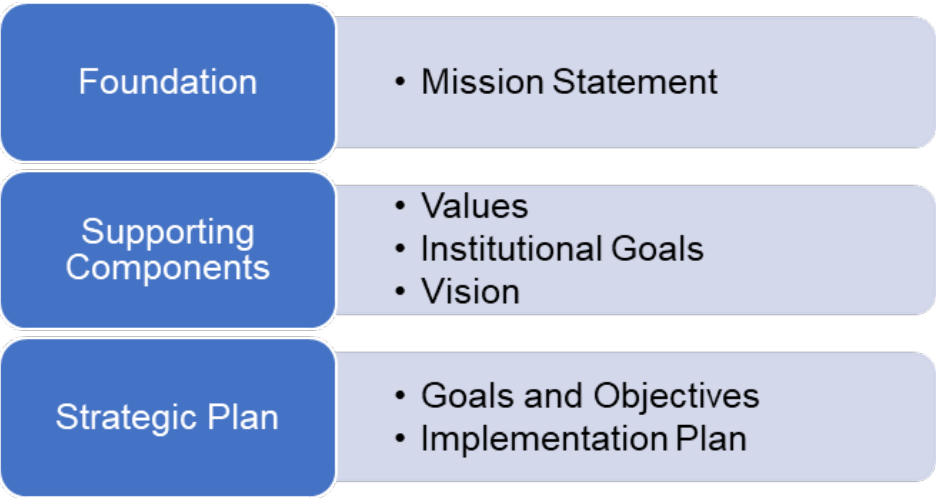 Foundation
• Mission Statement
Supporting
Components
• Values
• Institutional Goals
• Vision
Strategic Plan
• Goals and Objectives
• Implementation Plan